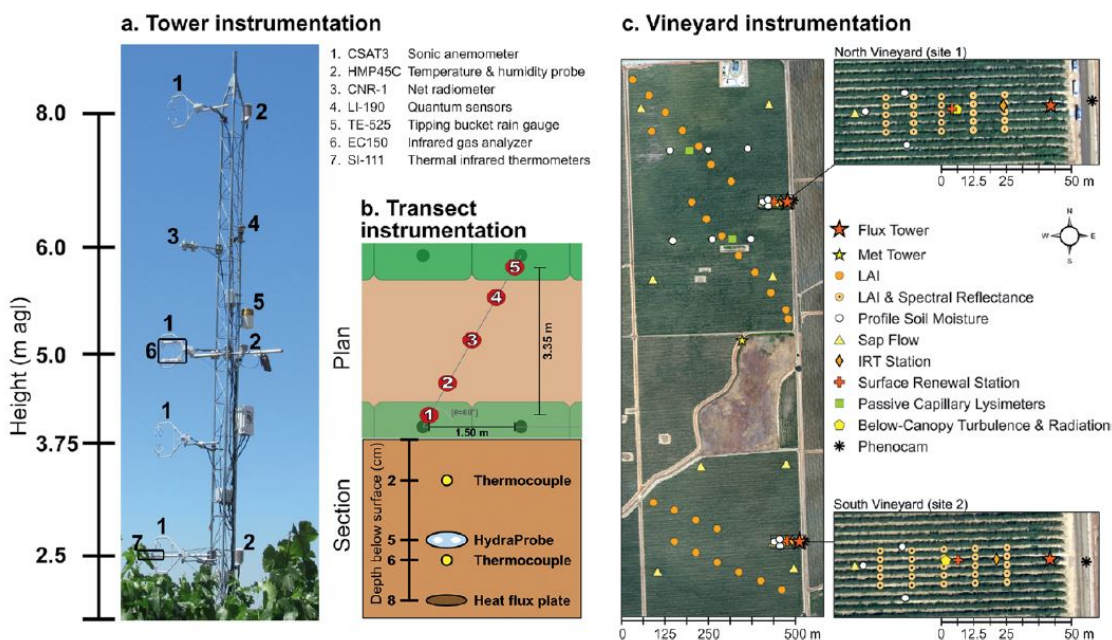 a. Tower instrumentation
1. CSAT3 Sonic anemometer
2. HMP45C Temperature & humidity probe
3. CNR-1 Net radiometer
4. LI-190 Quantum sensors
5. TE-525 Tipping bucket rain gauge
6. EC150 Infrared gas analyzer
7. SI-111 Thermal infrared thermometers
Height (m agl)
8.0
6.0
5.0
3.75
2.5
1
2
3
4
5
1
6
2
1
1
7
2
b. Transect
instrumentation
Plan
5
4
3
2
1
3.35 m
1.50 m
Section
Depth below surface (cm)
2
Thermocouple
5
HydraProbe
6
Thermocouple
8
Heat flux plate
c. Vineyard instrumentation
0 125 250 500 m
North Vineyard (site 1)
0 12.5 25 50 m
N
W E
S
Flux Tower
Met Tower
LAI
LAI & Spectral Reflectance
Profile Soil Moisture
Sap Flow
IRT Station
Surface Renewal Station
Passive Capillary Lysimeters
Below-Canopy Turbulence & Radiation
Phenocam
South Vineyard (site 2)
0 12.5 25 50 m